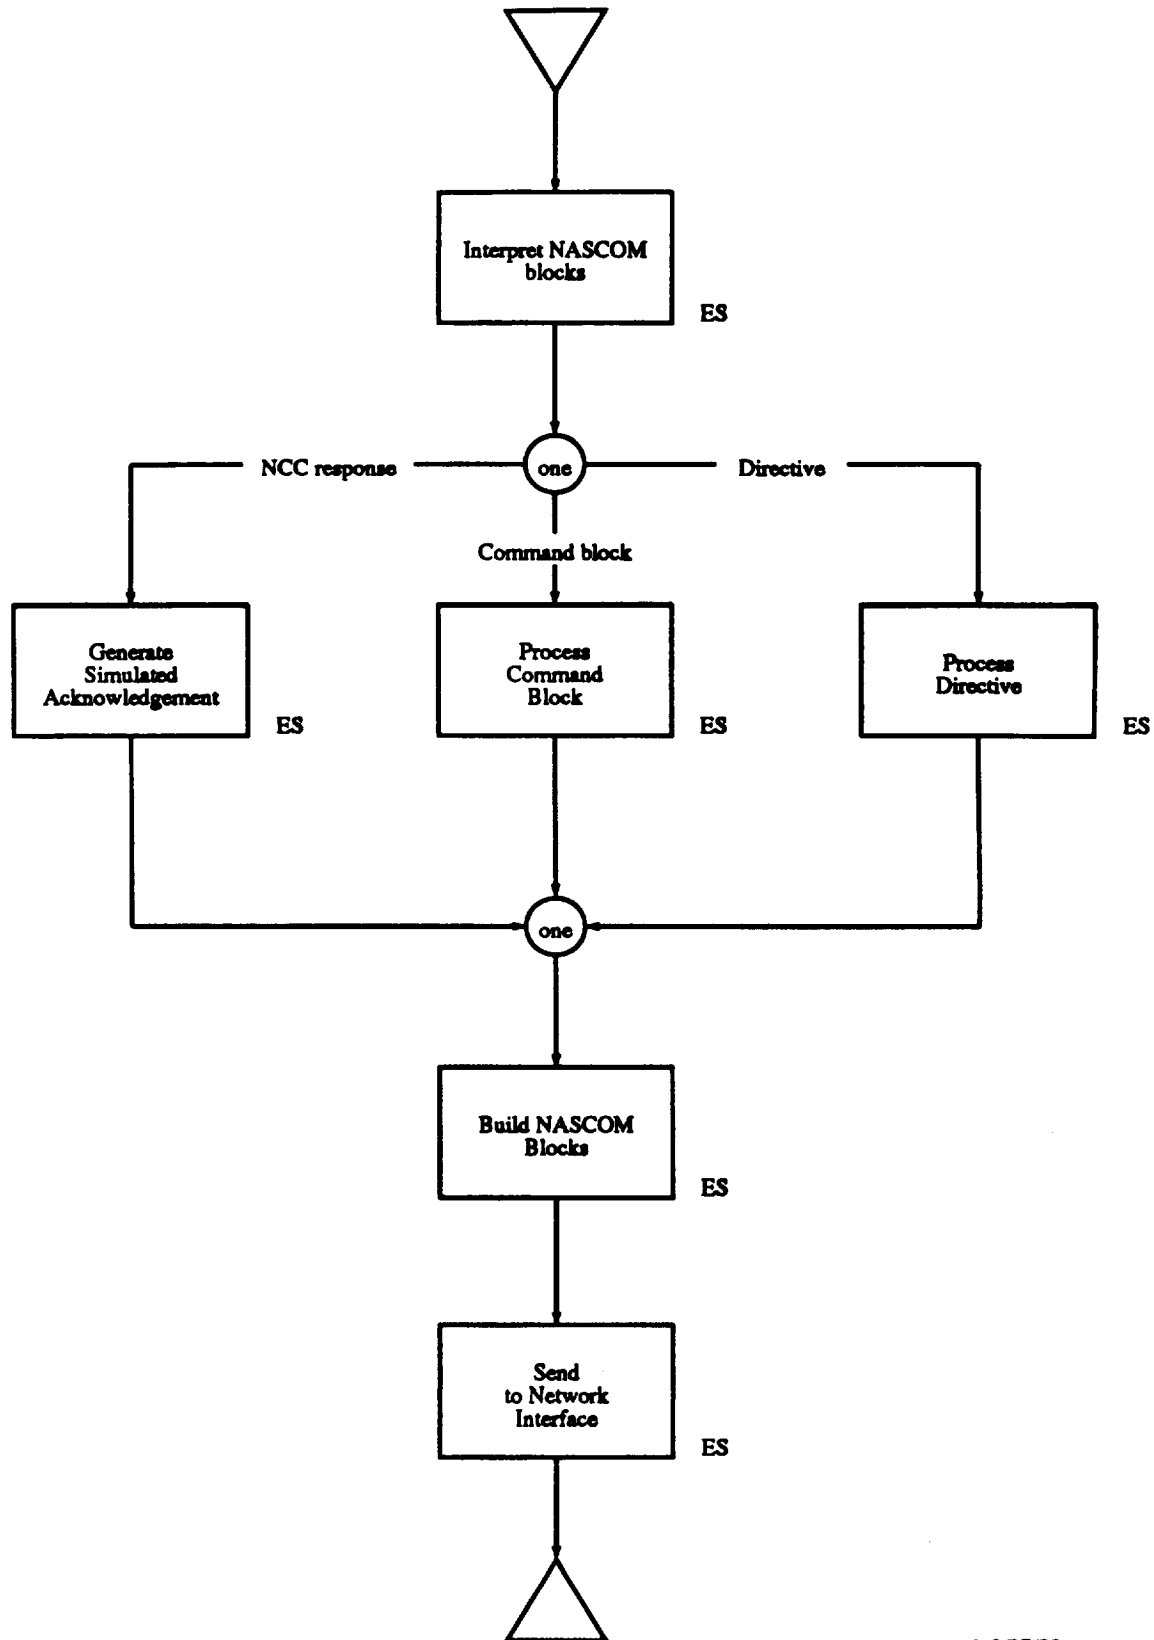 Interpret NASCOM
blocks
ES
NCC response
one
Directive
Command block
Generate
Simulated
Acknowledgement
ES
Process
Command
Block
ES
Process
Directive
ES
one
Build NASCOM
Blocks
ES
Send
to Network
Interface
ES